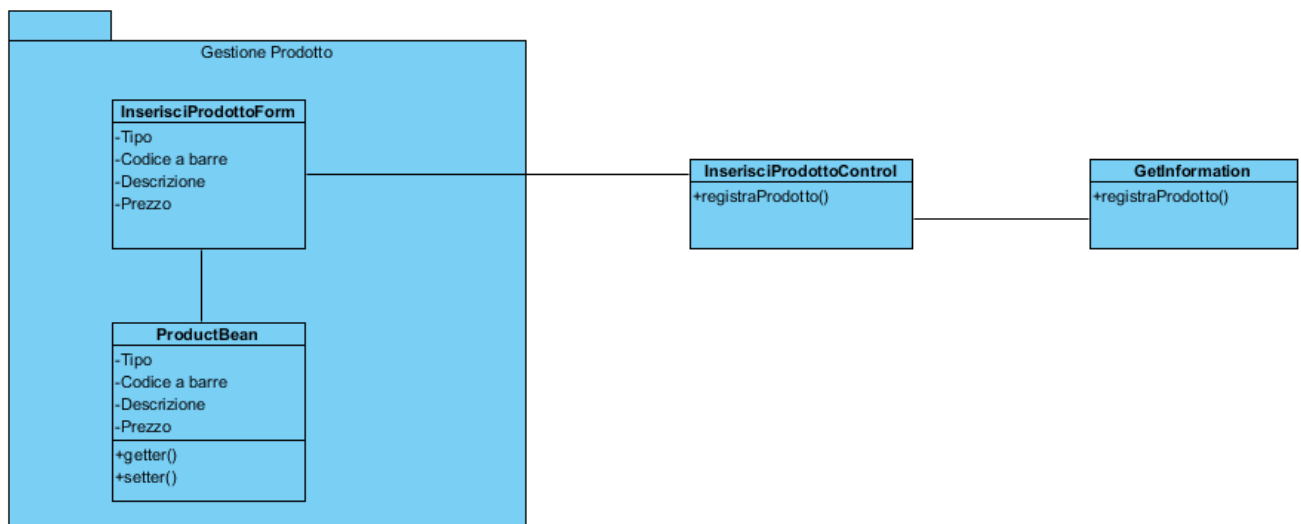 Gestione Prodotto
InserisciProdottoForm
-Tipo
-Codice a barre
-Descrizione
-Prezzo
ProductBean
-Tipo
-Codice a barre
-Descrizione
-Prezzo
+getter()
+setter()
InserisciProdottoControl
+registraProdotto()
GetInformation
+registraProdotto()